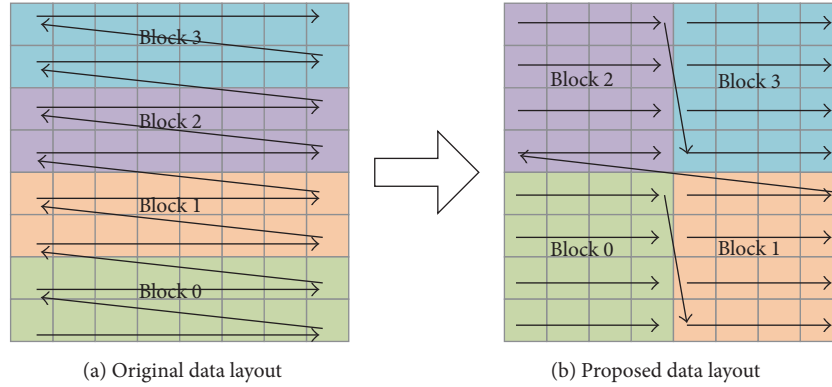 Block 3
Block 2
Block 1
Block 0
(a) Original data layout
Block 2
Block 3
Block 0
Block 1
(b) Proposed data layout